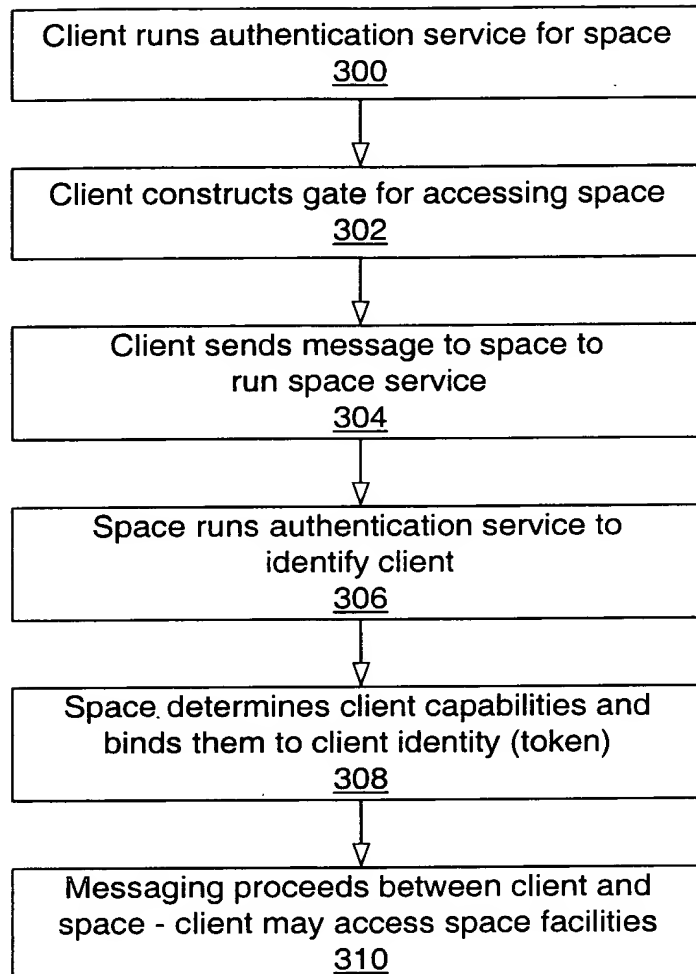 Client runs authentication service for space
300
Client constructs gate for accessing space
302
Client sends message to space to
run space service
304
Space runs authentication service to
identify client
306
Space determines client capabilities and
binds them to client identity (token)
308
Messaging proceeds between client and
space - client may access space facilities
310